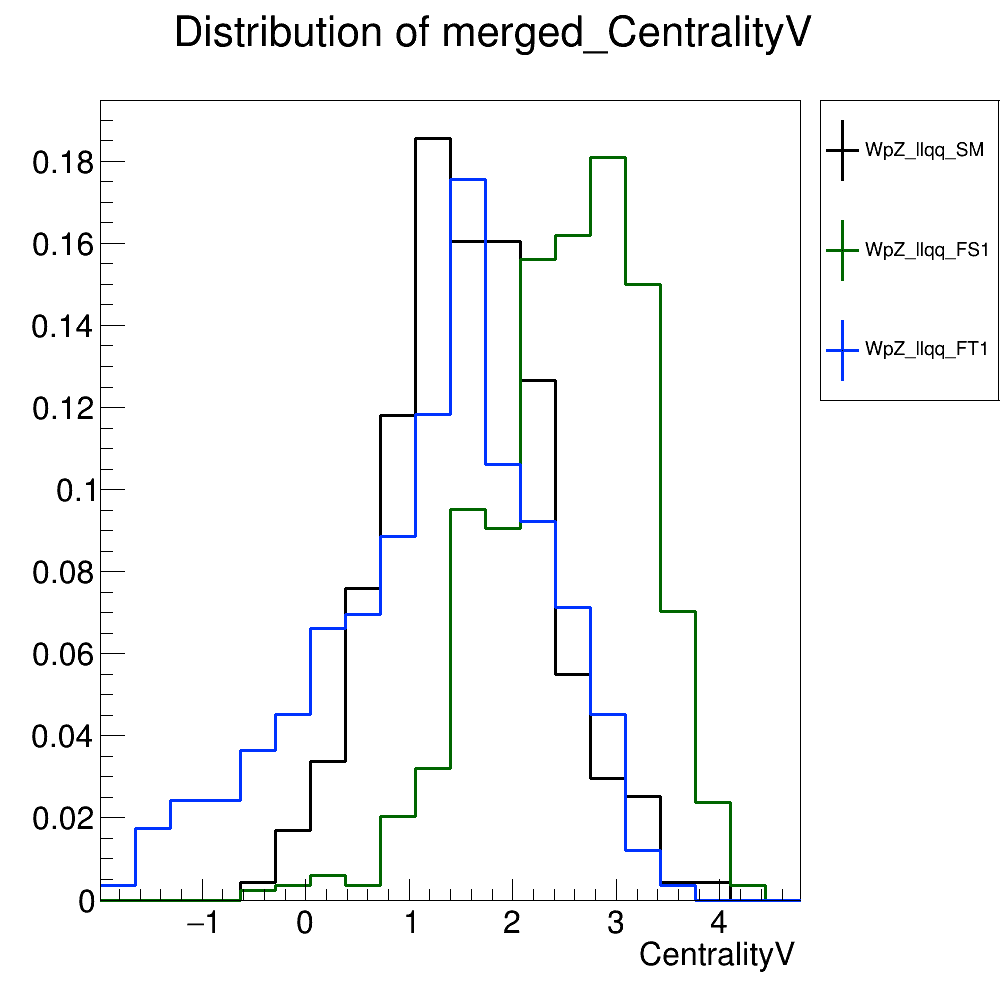 Distribution of merged_CentralityV
WpZ_llqq_SM
WpZ_llqq_FS1
WpZ_llqq_FT1
0.18
0.16
0.14
0.12
0.1
0.08
0.06
0.04
0.02
0
−1 0 1 2 3 4
CentralityV